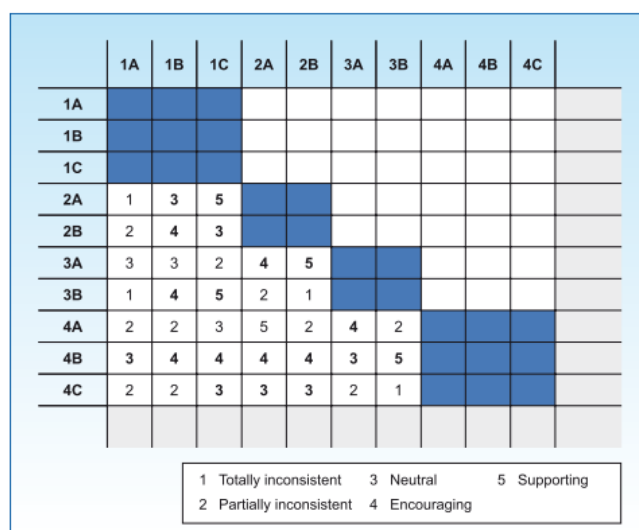 1A 1B 1C 2A 2B 3A 3B 4A 4B 4C
1A
1B
1C
2A 1 3 5
2B 2 4 3
3A 3 3 2 4 5
3B 1 4 5 2 1
4A 2 2 3 5 2 4 2
4B 3 4 4 4 4 3 5
4C 2 2 3 3 3 2 1
1 Totally inconsistent 3 Neutral 5 Supporting
2 Partially inconsistent 4 Encouraging